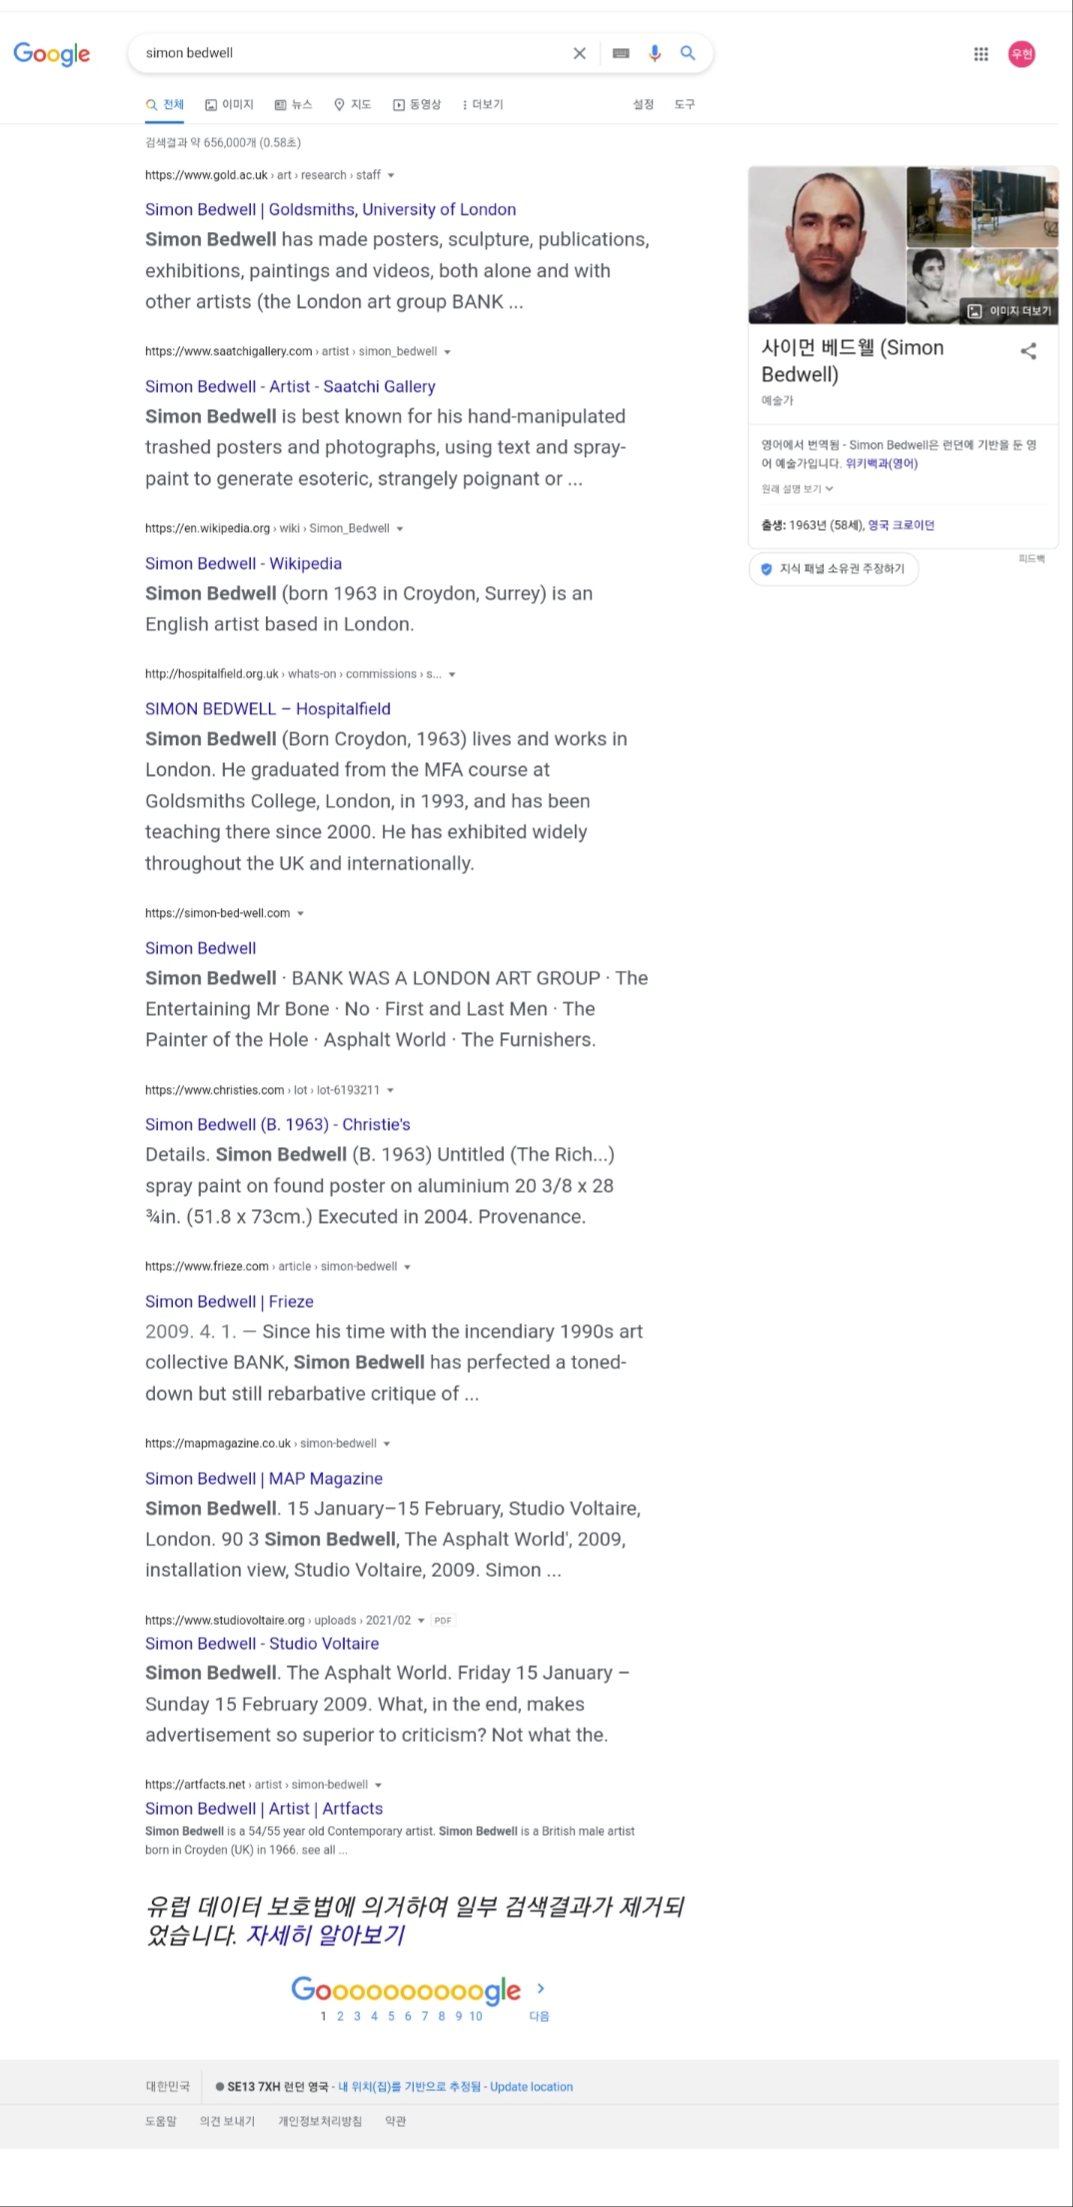 Google
simon bedwell
우현
전체 이미지 뉴스 지도 동영상 더보기 설정 도구
검색결과 약 656,000개 (0.58초)
https://www.gold.ac.uk › art › research › staff
Simon Bedwell | Goldsmiths, University of London
Simon Bedwell has made posters, sculpture, publications,
exhibitions, paintings and videos, both alone and with
other artists (the London art group BANK ...
https://www.saatchigallery.com › artist › simon_bedwell
Simon Bedwell - Artist - Saatchi Gallery
Simon Bedwell is best known for his hand-manipulated
trashed posters and photographs, using text and spray-
paint to generate esoteric, strangely poignant or ...
https://en.wikipedia.org › wiki › Simon_Bedwell
Simon Bedwell - Wikipedia
Simon Bedwell (born 1963 in Croydon, Surrey) is an
English artist based in London.
http://hospitalfield.org.uk › whats-on › commissions › s...
SIMON BEDWELL – Hospitalfield
Simon Bedwell (Born Croydon, 1963) lives and works in
London. He graduated from the MFA course at
Goldsmiths College, London, in 1993, and has been
teaching there since 2000. He has exhibited widely
throughout the UK and internationally.
https://simon-bed-well.com
Simon Bedwell
Simon Bedwell · BANK WAS A LONDON ART GROUP · The
Entertaining Mr Bone · No · First and Last Men · The
Painter of the Hole · Asphalt World · The Furnishers.
https://www.christies.com › lot › lot-6193211
Simon Bedwell (B. 1963) - Christie's
Details. Simon Bedwell (B. 1963) Untitled (The Rich...)
spray paint on found poster on aluminium 20 3/8 x 28
¾in. (51.8 x 73cm.) Executed in 2004. Provenance.
https://www.frieze.com › article › simon-bedwell
Simon Bedwell | Frieze
2009. 4. 1. — Since his time with the incendiary 1990s art
collective BANK, Simon Bedwell has perfected a toned-
down but still rebarbative critique of ...
https://mapmagazine.co.uk › simon-bedwell
Simon Bedwell | MAP Magazine
Simon Bedwell. 15 January–15 February, Studio Voltaire,
London. 90 3 Simon Bedwell, The Asphalt World', 2009,
installation view, Studio Voltaire, 2009. Simon ...
https://www.studiovoltaire.org › uploads › 2021/02 PDF
Simon Bedwell - Studio Voltaire
Simon Bedwell. The Asphalt World. Friday 15 January –
Sunday 15 February 2009. What, in the end, makes
advertisement so superior to criticism? Not what the.
https://artfacts.net › artist › simon-bedwell
Simon Bedwell | Artist | Artfacts
Simon Bedwell is a 54/55 year old Contemporary artist. Simon Bedwell is a British male artist
born in Croyden (UK) in 1966. see all ...
이미지 더보기
사이먼 베드웰 (Simon
Bedwell)
예술가
영어에서 번역됨 - Simon Bedwell은 런던에 기반을 둔 영
어 예술가입니다. 위키백과(영어)
원래 설명 보기
출생: 1963년 (58세), 영국 크로이던
피드백
지식 패널 소유권 주장하기
유럽 데이터 보호법에 의거하여 일부 검색결과가 제거되
었습니다. 자세히 알아보기
Goooooooooogle
1 2 3 4 5 6 7 8 9 10 다음
대한민국 SE13 7XH 런던 영국 - 내 위치(집)를 기반으로 추정됨 - Update location
도움말 의견 보내기 개인정보처리방침 약관